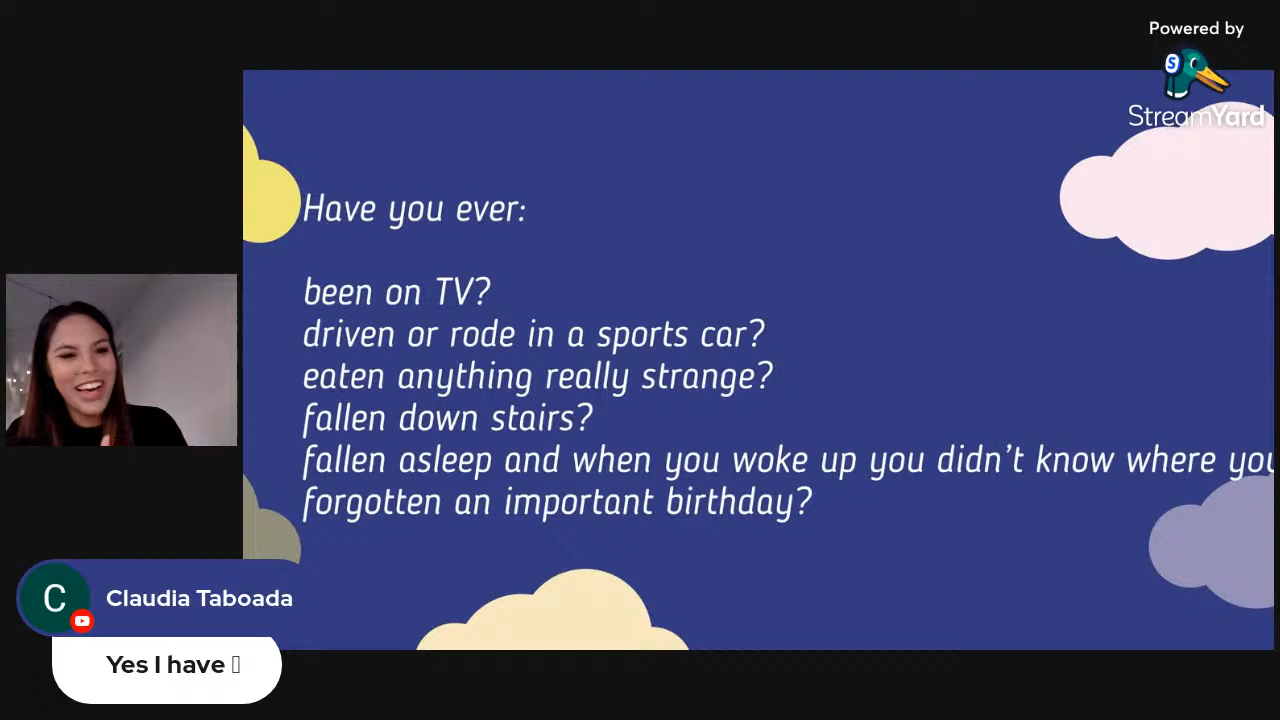 Powered by
StreamYard
Have you ever:
been on TV?
driven or rode in a sports car?
eaten anything really strange?
fallen down stairs?
fallen asleep and when you woke up you didn't know where you
forgotten an important birthday?
C
Claudia Taboada
Yes I have